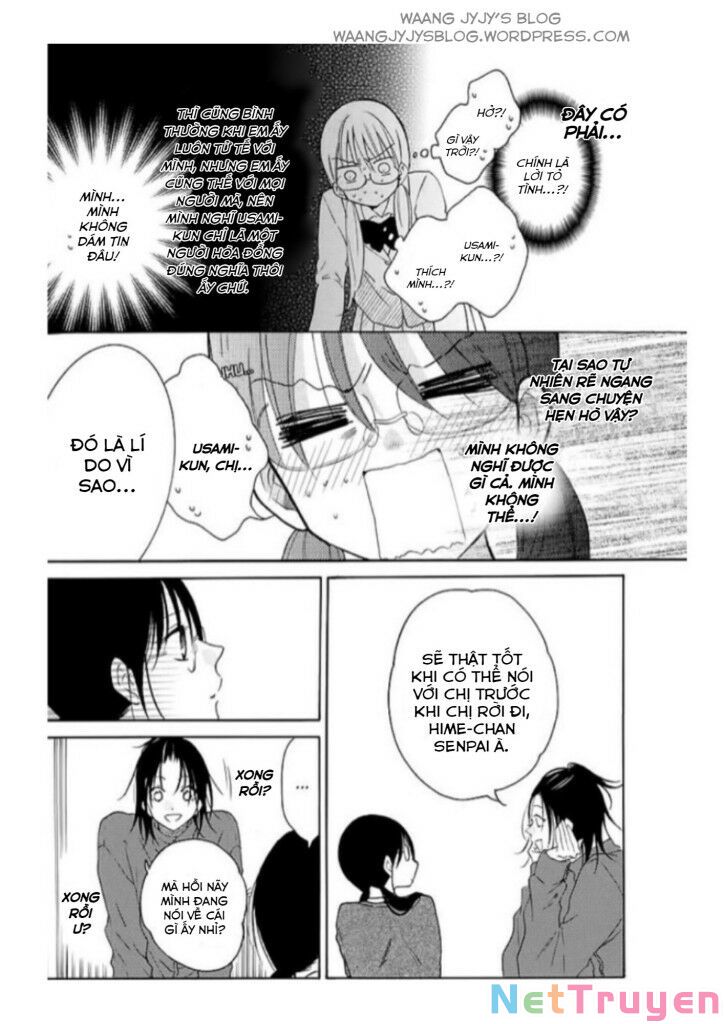 WAANG JYJY'S BLOG
WAANGJYJYSBLOG.WORDPRESS.COM
ĐÂY CÓ
PHẢI...
CHÍNH LÀ
LỜI TỎ
TÌNH...?!
HỞ?!
GÌ VẬY
TRỜI?!
USAMI-
KUN...?!
THÍCH
MÌNH...?!
THÌ CŨNG BÌNH
THƯỜNG KHI EM ẤY
LUÔN TỬ TẾ VỚI
MÌNH, NHƯNG EM ẤY
CŨNG THẾ VỚI MỌI
NGƯỜI MÀ, NÊN
MÌNH NGHĨ USAMI-
KUN CHỈ LÀ MỘT
NGƯỜI HÒA ĐỒNG
ĐÚNG NGHĨA THÔI
ẤY CHỨ.
MÌNH...
MÌNH
KHÔNG
DÁM TIN
ĐÂU!
TẠI SAO TỰ
NHIÊN RẼ NGANG
SANG CHUYỆN
HẸN HÒ VẬY?
MÌNH KHÔNG
NGHĨ ĐƯỢC
GÌ CẢ. MÌNH
KHÔNG
THỂ...!
USAMI-
KUN, CHỊ...
ĐÓ LÀ LÍ
DO VÌ
SAO...
SẼ THẬT TỐT
KHI CÓ THỂ NÓI
VỚI CHỊ TRƯỚC
KHI CHỊ RỜI ĐI,
HIME-CHAN
SENPAI À.
...
XONG
RỒI?
MÀ HỒI NÃY
MÌNH ĐANG
NÓI VỀ CÁI
GÌ ẤY NHỈ?
XONG
RỒI
Ư?
NetTruyen